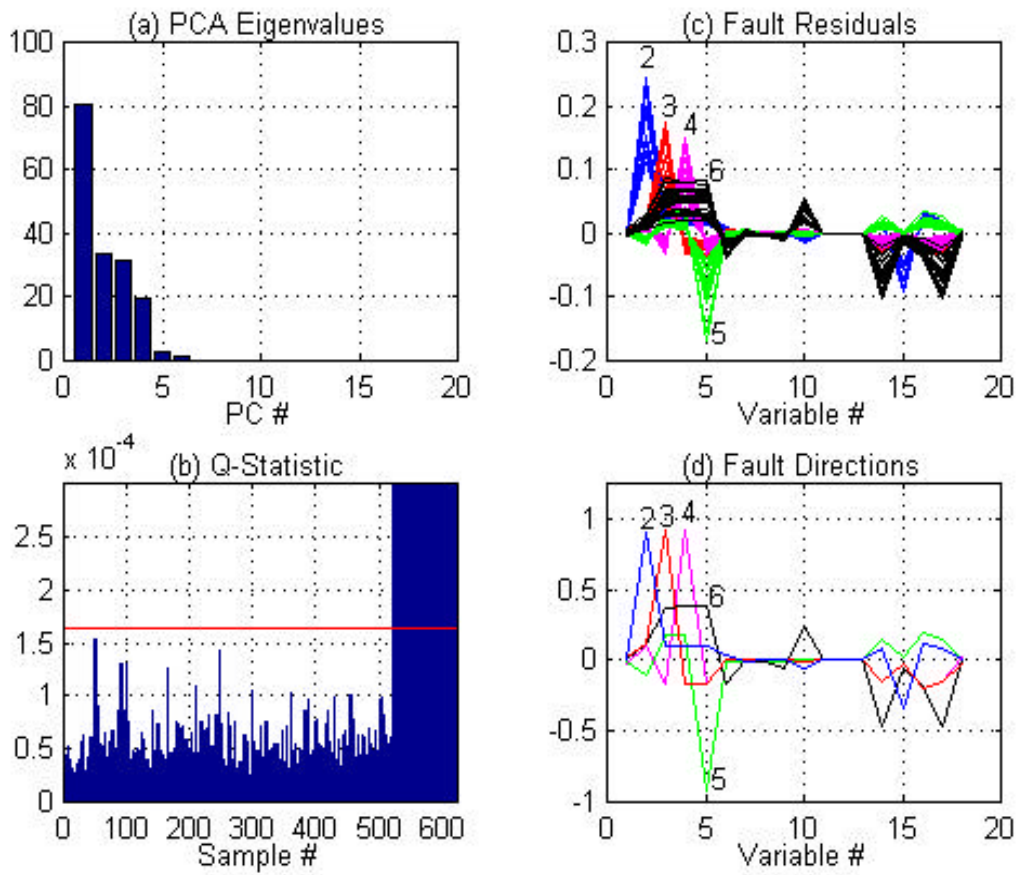 (a) PCA Eigenvalues
100
80
60
40
20
0
0 5 10 15 20
PC #
(c) Fault Residuals
0.3
0.2
0.1
0
-0.1
-0.2
2
3
4
6
5
0 5 10 15 20
Variable #
x 10-4
(b) Q-Statistic
2.5
2
1.5
1
0.5
0
0 100 200 300 400 500 600
Sample #
(d) Fault Directions
1
0.5
0
-0.5
-1
2 3 4
6
5
0 5 10 15 20
Variable #